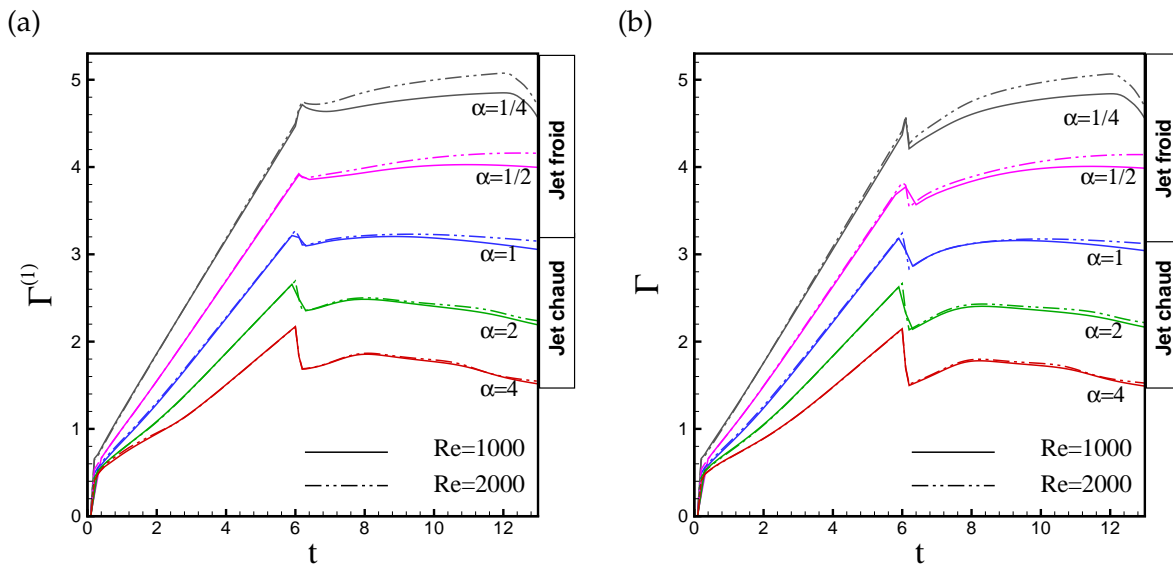 (a)
Γ(1)
5
4
3
2
1
0
0 2 4 6 8 10 12
t
α=1/4
α=1/2
α=1
α=2
α=4
Re=1000
Re=2000
Jet froid
Jet chaud
(b)
Γ
5
4
3
2
1
0
0 2 4 6 8 10 12
t
α=1/4
α=1/2
α=1
α=2
α=4
Re=1000
Re=2000
Jet froid
Jet chaud